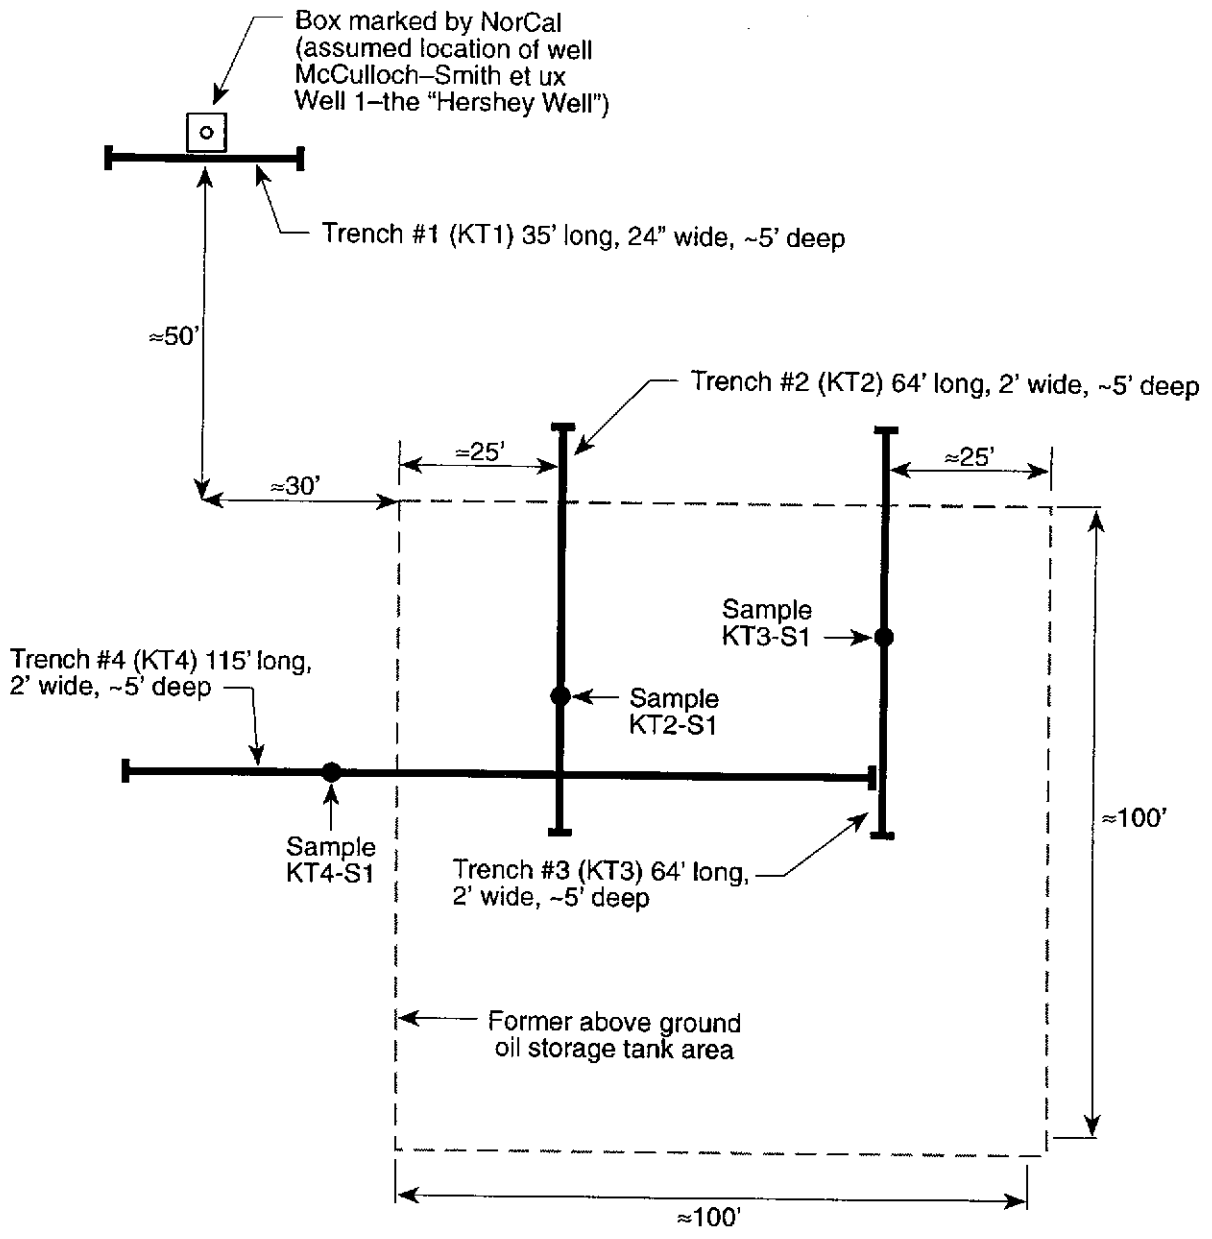 Box marked by NorCal
(assumed location of well
McCulloch–Smith et ux
Well 1–the “Hershey Well”)
Trench #1 (KT1) 35’ long, 24” wide, ~5’ deep
≈50’
Trench #2 (KT2) 64’ long, 2’ wide, ~5’ deep
≈25’
≈25’
≈30’
Sample
KT3-S1
Trench #4 (KT4) 115’ long,
2’ wide, ~5’ deep
Sample
KT2-S1
≈100’
Sample
KT4-S1
Trench #3 (KT3) 64’ long,
2’ wide, ~5’ deep
Former above ground
oil storage tank area
≈100’